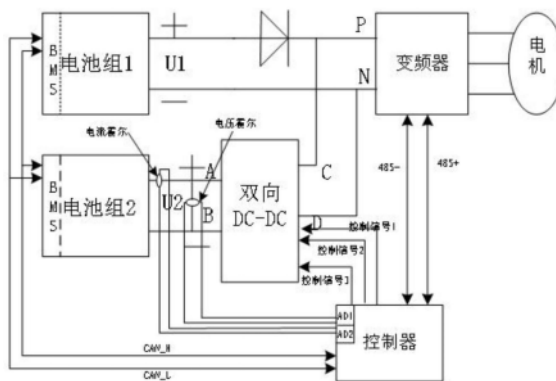 BMS
电池组1
U1
P
N
变频器
电机
电流霍尔
电压霍尔
BMS
电池组2
U2
A
B
双向
DC-DC
C
D
485-
485+
控制信号1
控制信号2
控制信号3
AD1
AD2
控制器
CAN_H
CAN_L